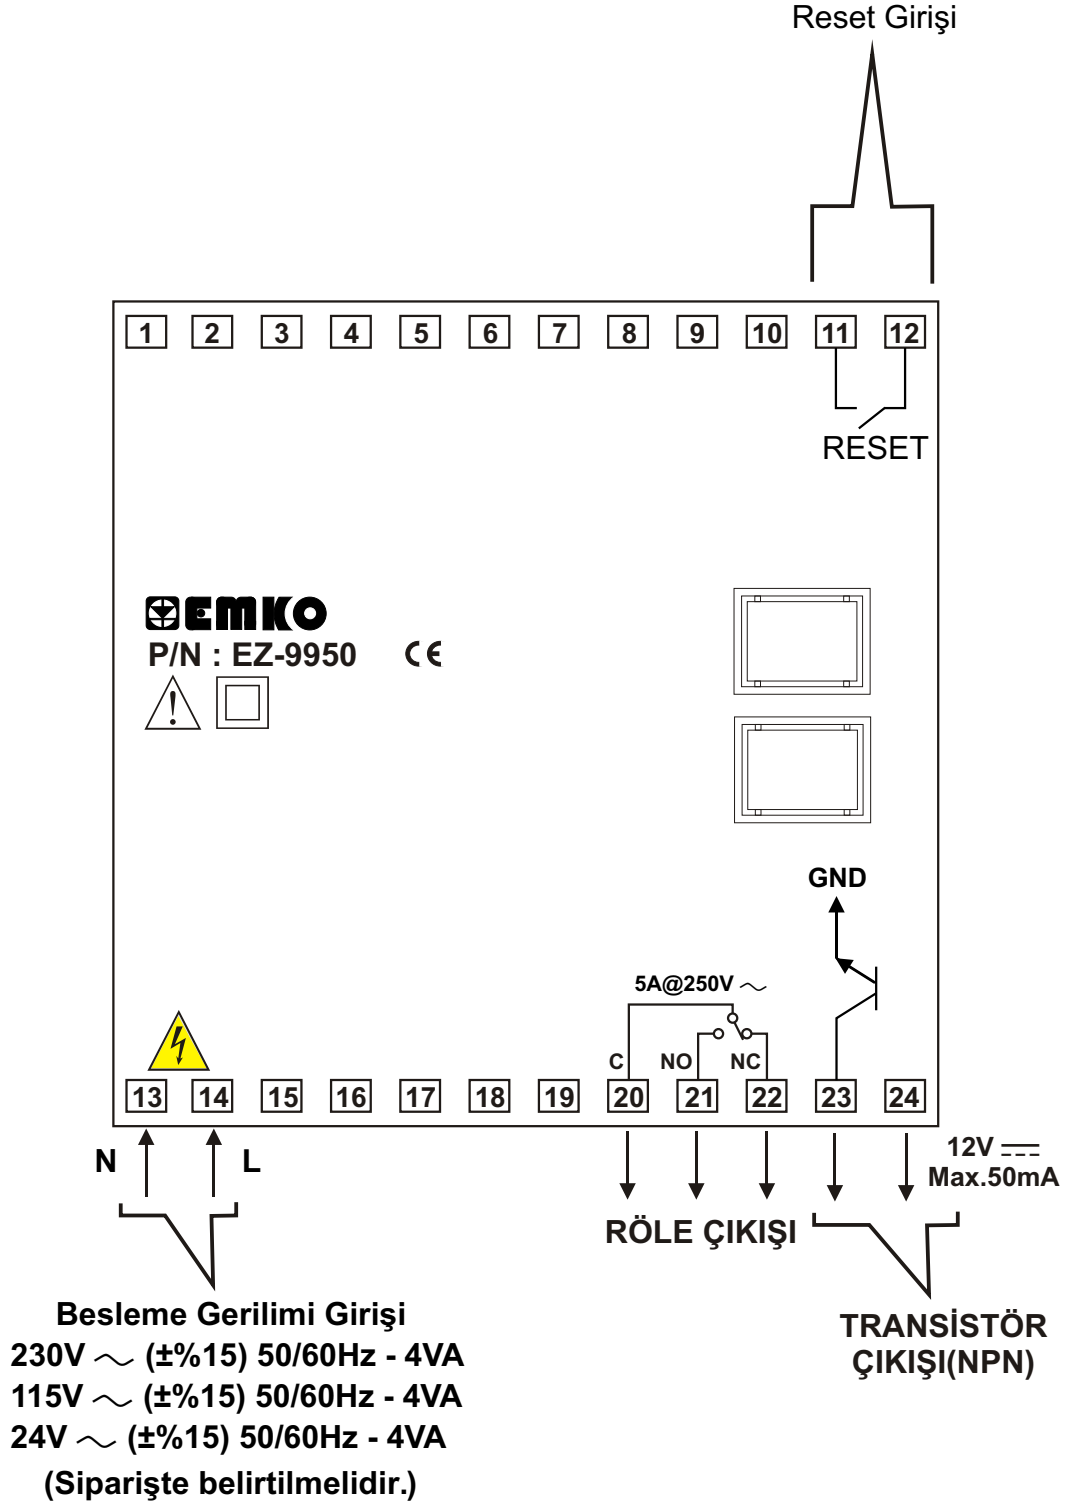 Reset Girişi
1 2 3 4 5 6 7 8 9 10 11 12
RESET
EMKO
P/N : EZ-9950 CE
GND
5A@250V ～
C NO NC
13 14 15 16 17 18 19 20 21 22 23 24
N L
12V
Max.50mA
RÖLE ÇIKIŞI
Besleme Gerilimi Girişi
230V ～ (±%15) 50/60Hz - 4VA
115V ～ (±%15) 50/60Hz - 4VA
24V ～ (±%15) 50/60Hz - 4VA
(Siparişte belirtilmelidir.)
TRANSİSTÖR
ÇIKIŞI(NPN)